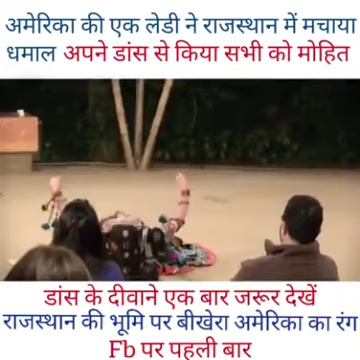 अमेरिका की एक लेडी ने राजस्थान में मचाया
धमाल अपने डांस से किया सभी को मोहित
डांस के दीवाने एक बार जरूर देखें
राजस्थान की भूमि पर बीखेरा अमेरिका का रंग
Fb पर पहली बार